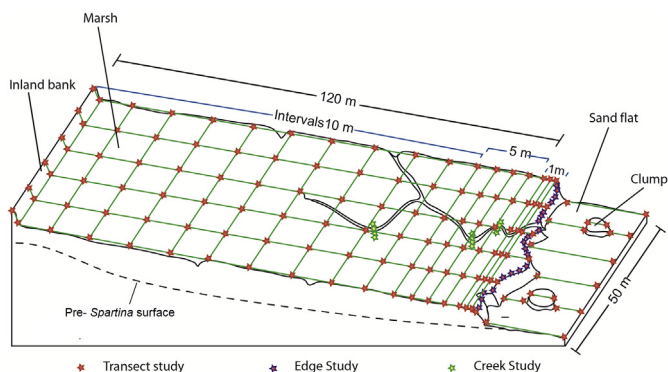 Marsh
Inland bank
120 m
Intervals10 m
5 m
1m
Sand flat
Clump
50 m
Pre- Spartina surface
Transect study
Edge Study
Creek Study